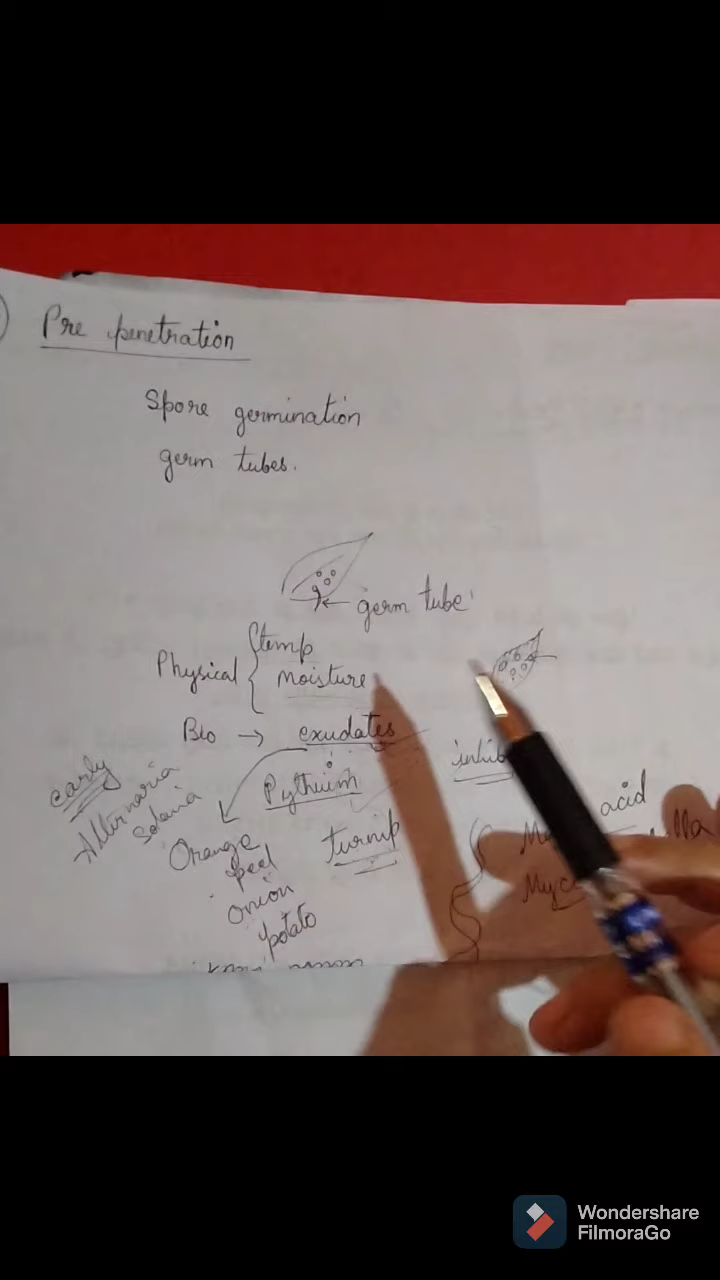 Pre penetration
Spore germination
germ tubes.
germ tube
Physical { temp
moisture
Bio → exudates
early
Alternaria
Solania
Pythium
turnip
Orange
peel
onion
potato
acid
Wondershare
FilmoraGo